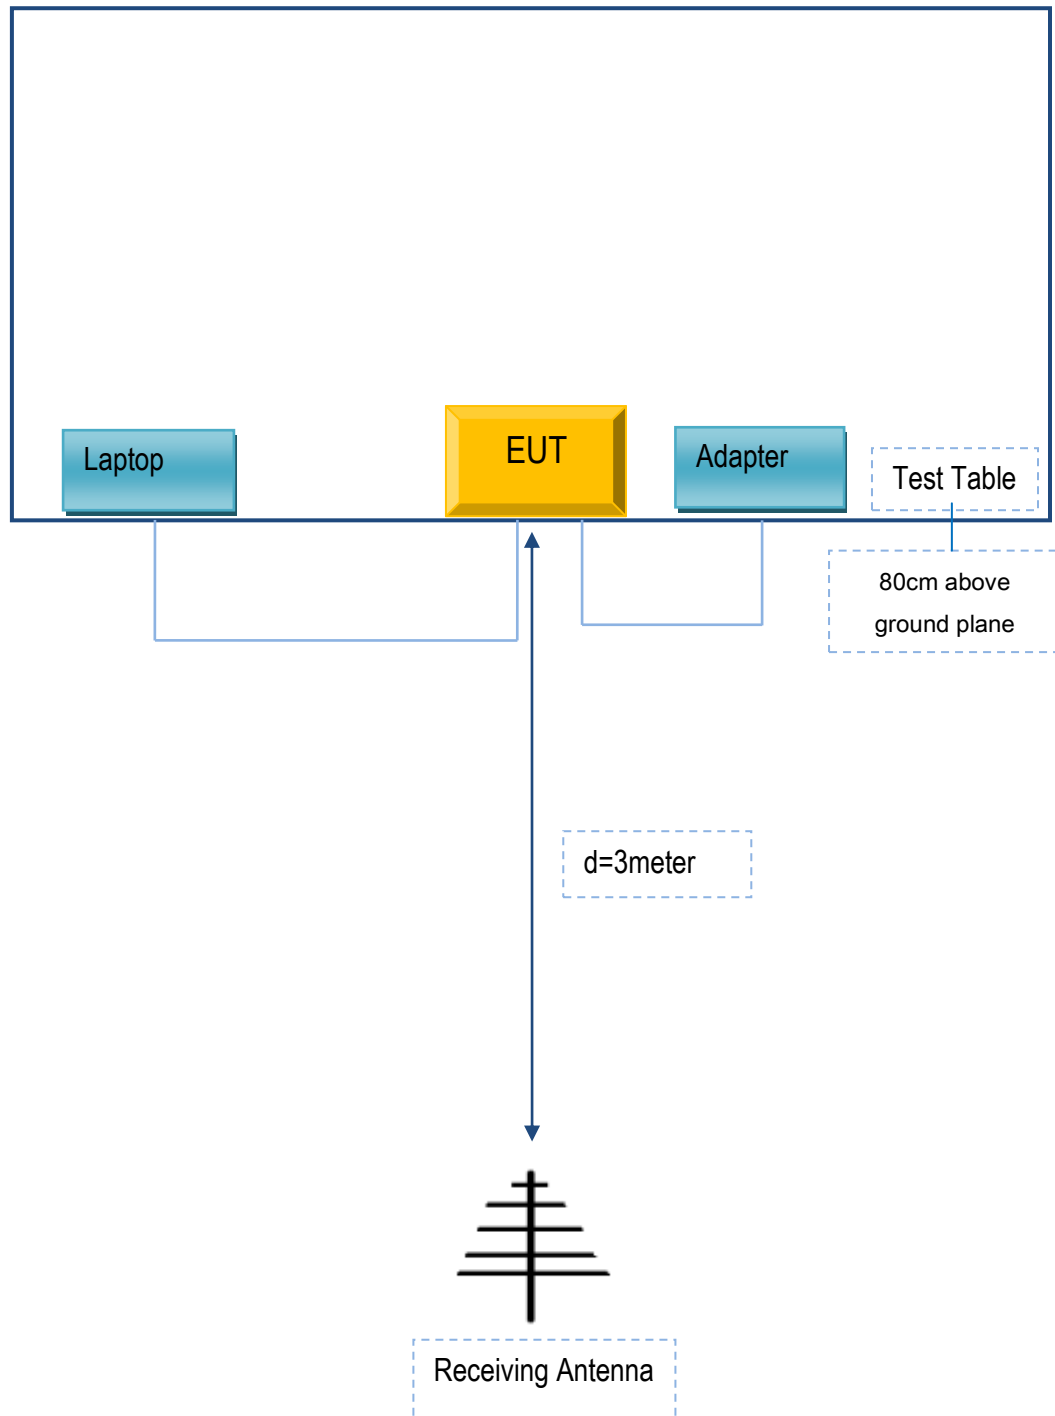 Laptop
EUT
Adapter
Test Table
80cm above
ground plane
d=3meter
Receiving Antenna